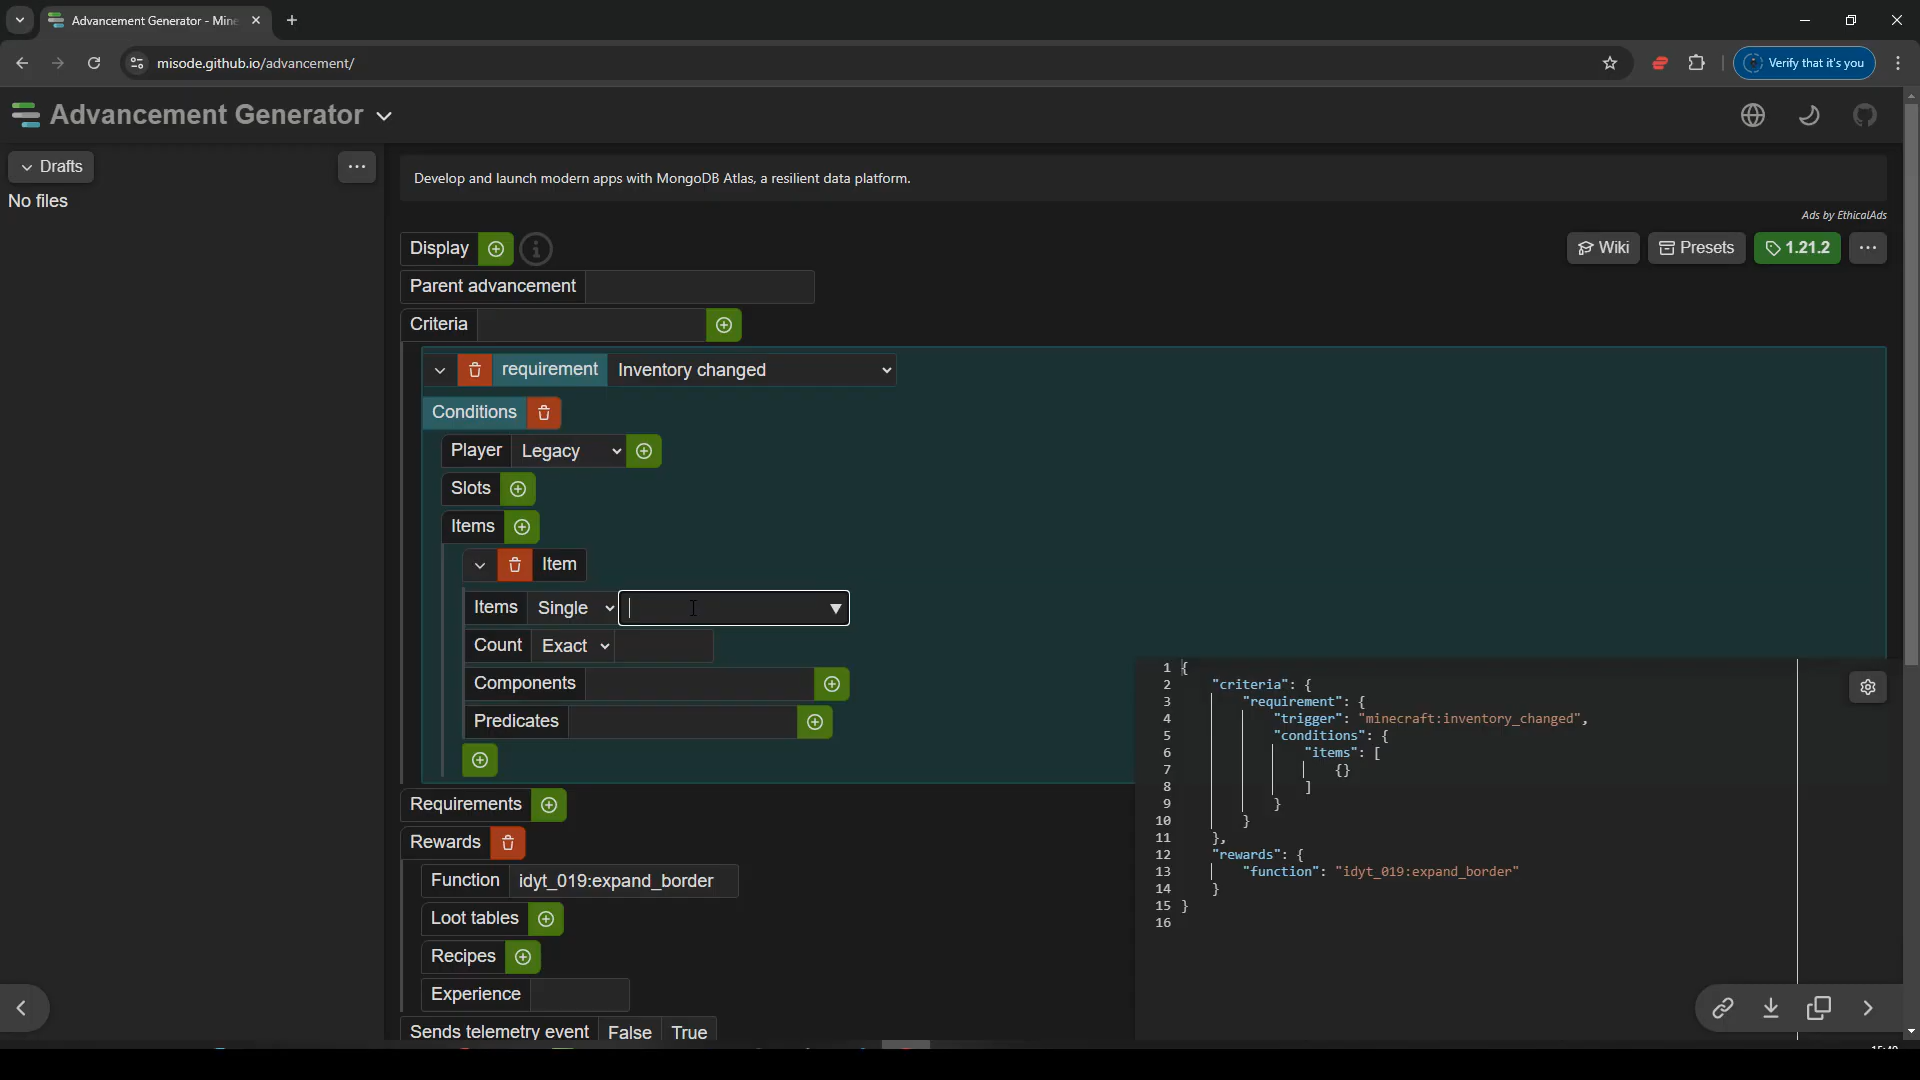 Advancement Generator - Mine
misode.github.io/advancement/
Verify that it's you
Advancement Generator
Drafts
No files
Develop and launch modern apps with MongoDB Atlas, a resilient data platform.
Ads by EthicalAds
Display
Wiki
Presets
1.21.2
Parent advancement
Criteria
requirement
Inventory changed
Conditions
Player
Legacy
Slots
Items
Item
Items
Single
Count
Exact
Components
Predicates
Requirements
Rewards
Function
idyt_019:expand_border
Loot tables
Recipes
Experience
Sends telemetry event
False
True
1 {
2 "criteria": {
3 "requirement": {
4 "trigger": "minecraft:inventory_changed",
5 "conditions": {
6 "items": [
7 {}
8 ]
9 }
10 }
11 },
12 "rewards": {
13 "function": "idyt_019:expand_border"
14 }
15 }
16